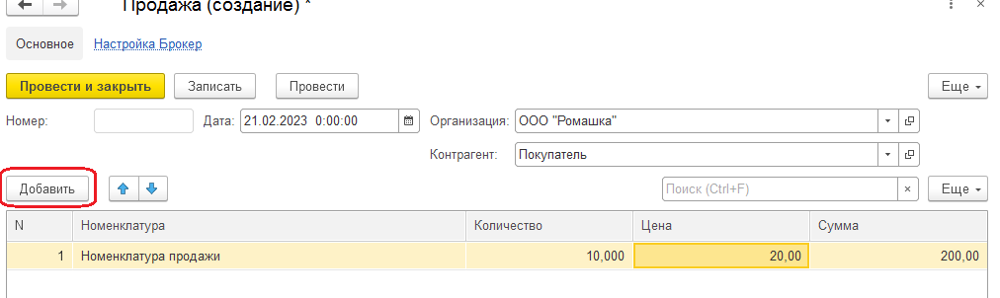 Продажа (создание) *
Основное Настройка Брокер
Провести и закрыть Записать Провести Еще
Номер: Дата: 21.02.2023 0:00:00 Организация: ООО "Ромашка"
Контрагент: Покупатель
Добавить Поиск (Ctrl+F) × Еще
N Номенклатура Количество Цена Сумма
1 Номенклатура продажи 10,000 20,00 200,00